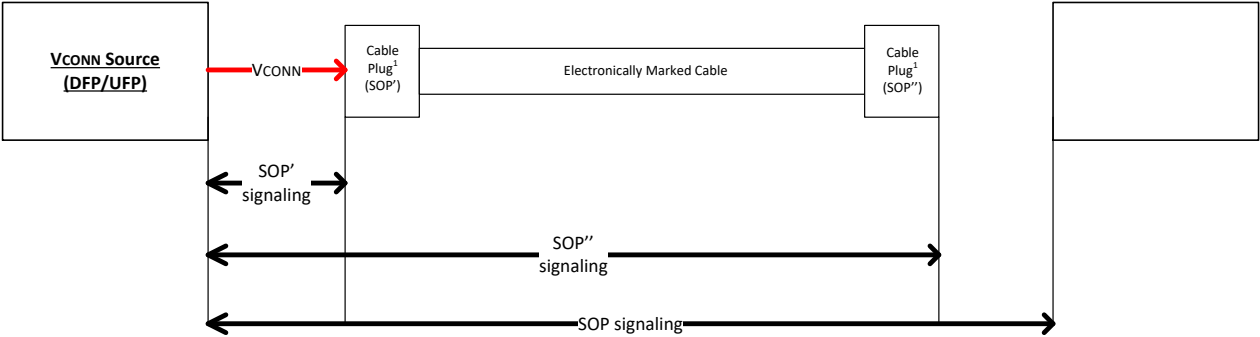 VCONN Source
(DFP/UFP)
VCONN
Cable
Plug1
(SOP')
Electronically Marked Cable
Cable
Plug1
(SOP'')
SOP'
signaling
SOP''
signaling
SOP signaling